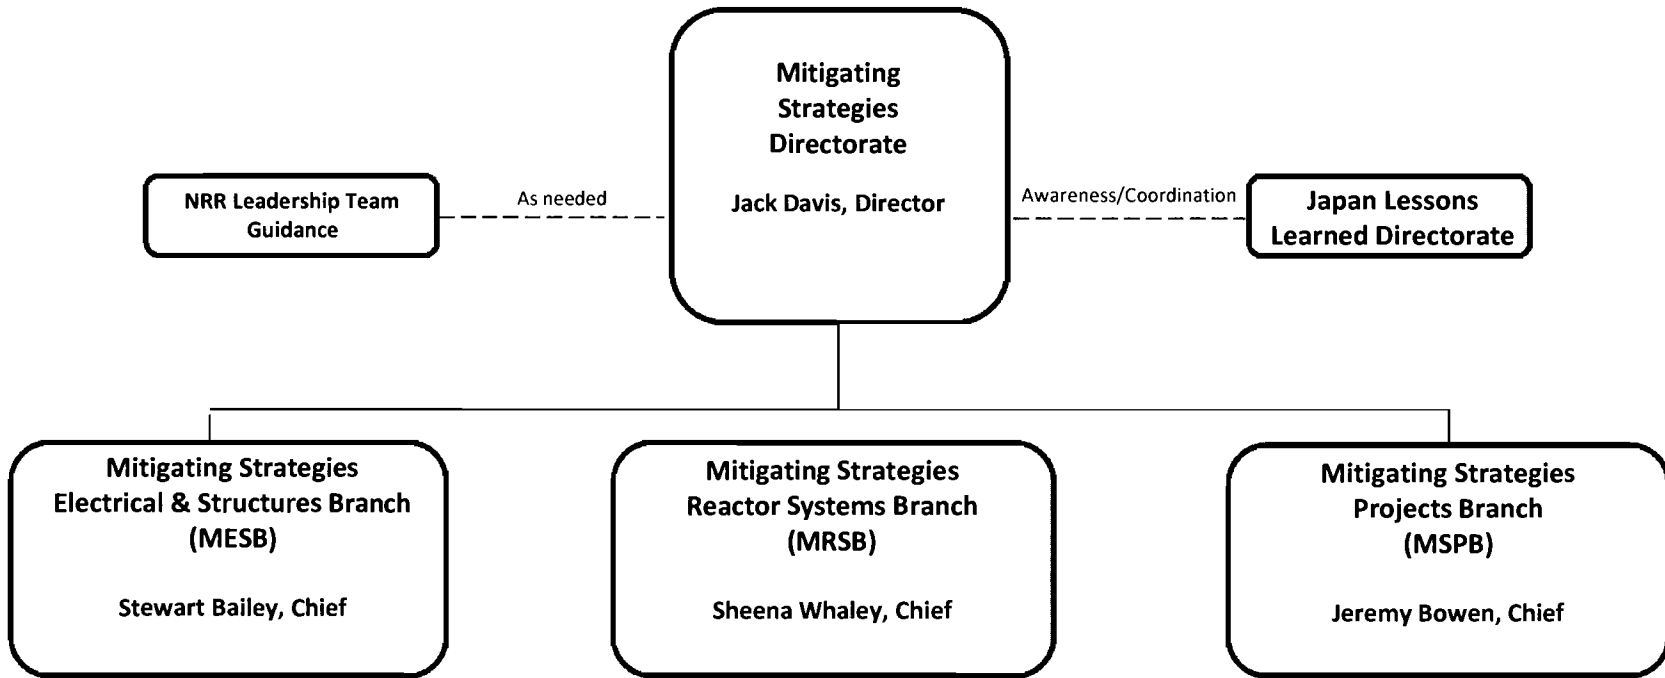 Mitigating
Strategies
Directorate
Jack Davis, Director
NRR Leadership Team
Guidance
As needed
Awareness/Coordination
Japan Lessons
Learned Directorate
Mitigating Strategies
Electrical & Structures Branch
(MESB)
Stewart Bailey, Chief
Mitigating Strategies
Reactor Systems Branch
(MRSB)
Sheena Whaley, Chief
Mitigating Strategies
Projects Branch
(MSPB)
Jeremy Bowen, Chief